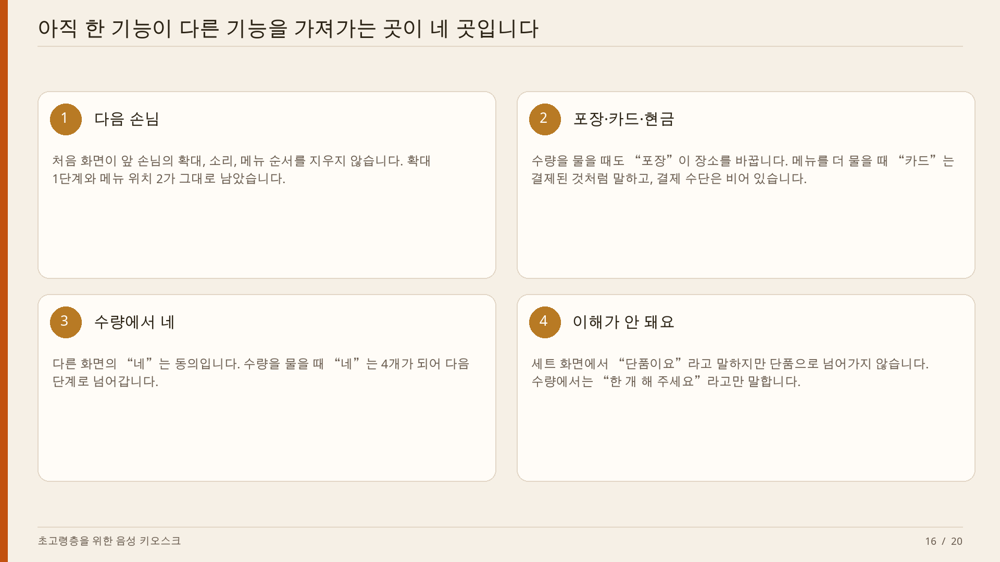 아직 한 기능이 다른 기능을 가져가는 곳이 네 곳입니다
1
다음 손님
처음 화면이 앞 손님의 확대, 소리, 메뉴 순서를 지우지 않습니다. 확대
1단계와 메뉴 위치 2가 그대로 남았습니다.
2
포장·카드·현금
수량을 물을 때도 “포장”이 장소를 바꿉니다. 메뉴를 더 물을 때 “카드”는
결제된 것처럼 말하고, 결제 수단은 비어 있습니다.
3
수량에서 네
다른 화면의 “네”는 동의입니다. 수량을 물을 때 “네”는 4개가 되어 다음
단계로 넘어갑니다.
4
이해가 안 돼요
세트 화면에서 “단품이요”라고 말하지만 단품으로 넘어가지 않습니다.
수량에서는 “한 개 해 주세요”라고만 말합니다.
초고령층을 위한 음성 키오스크
16 / 20